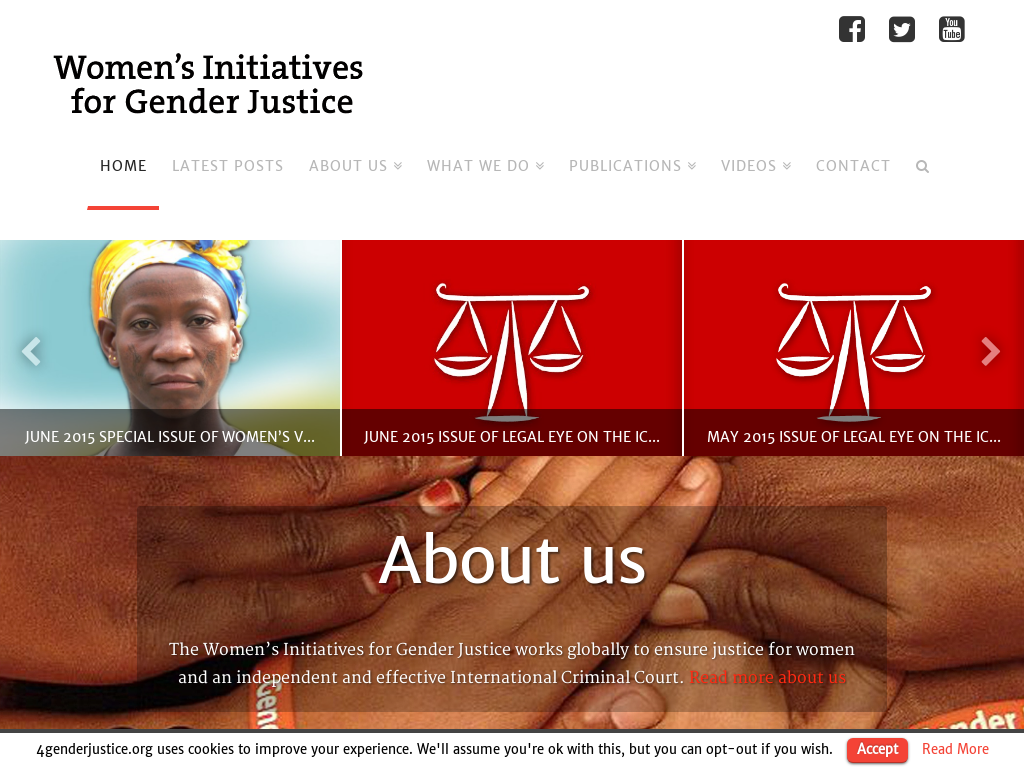 Women's Initiatives
for Gender Justice
HOME LATEST POSTS ABOUT US WHAT WE DO PUBLICATIONS VIDEOS CONTACT
JUNE 2015 SPECIAL ISSUE OF WOMEN'S V...
JUNE 2015 ISSUE OF LEGAL EYE ON THE IC...
MAY 2015 ISSUE OF LEGAL EYE ON THE IC...
About us
The Women's Initiatives for Gender Justice works globally to ensure justice for women
and an independent and effective International Criminal Court. Read more about us
4genderjustice.org uses cookies to improve your experience. We'll assume you're ok with this, but you can opt-out if you wish. Accept Read More